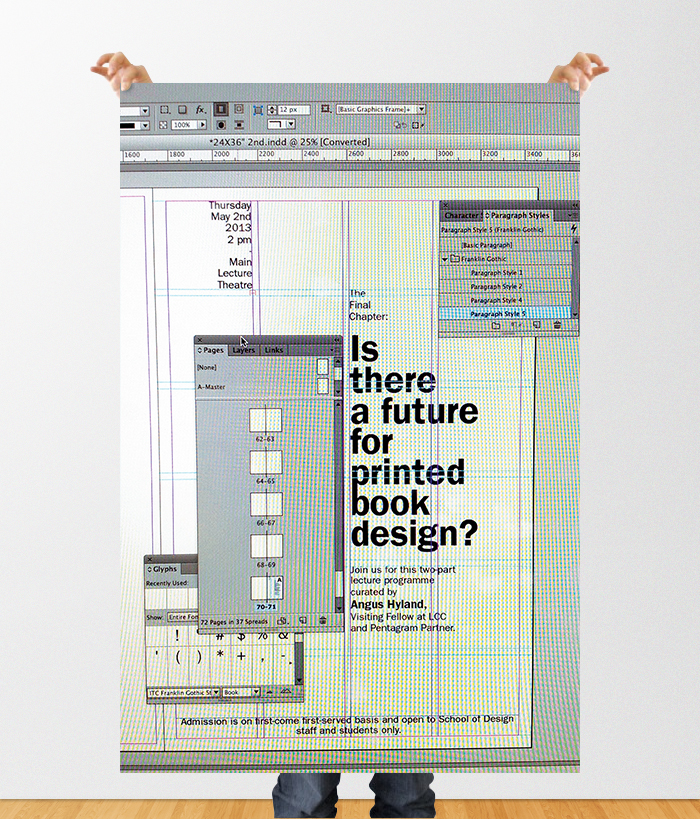 fx.
12 px
[Basic Graphics Frame]+
100%
*24X36" 2nd.indd @ 25% [Converted]
1600 1800 2000 2200 2400 2600 2800 3000 3200 3400
Thursday
May 2nd
2013
2 pm
-
Main
Lecture
Theatre
Character
Paragraph Styles
Paragraph Style 5 (Franklin Gothic)
[Basic Paragraph]
Franklin Gothic
Paragraph Style 1
Paragraph Style 2
Paragraph Style 4
Paragraph Style 5
The
Final
Chapter:
Is
there
a future
for
printed
book
design?
Join us for this two-part
lecture programme
curated by
Angus Hyland,
Visiting Fellow at LCC
and Pentagram Partner.
Pages Layers Links
[None]
A-Master
62-63
64-65
66-67
68-69
A
70-71
72 Pages in 37 Spreads
Glyphs
Recently Used:
Show: Entire Fon
! # $ % &
' ( ) * + , - .
ITC Franklin Gothic St Book
Admission is on first-come first-served basis and open to School of Design
staff and students only.